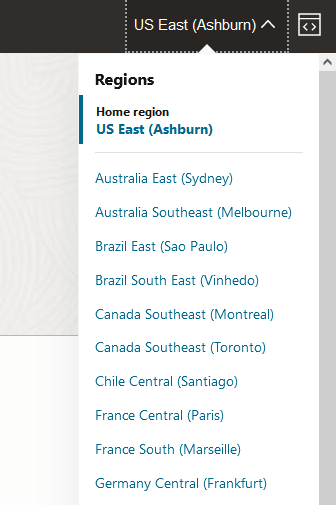 US East (Ashburn)
Regions
Home region
US East (Ashburn)
Australia East (Sydney)
Australia Southeast (Melbourne)
Brazil East (Sao Paulo)
Brazil South East (Vinhedo)
Canada Southeast (Montreal)
Canada Southeast (Toronto)
Chile Central (Santiago)
France Central (Paris)
France South (Marseille)
Germany Central (Frankfurt)